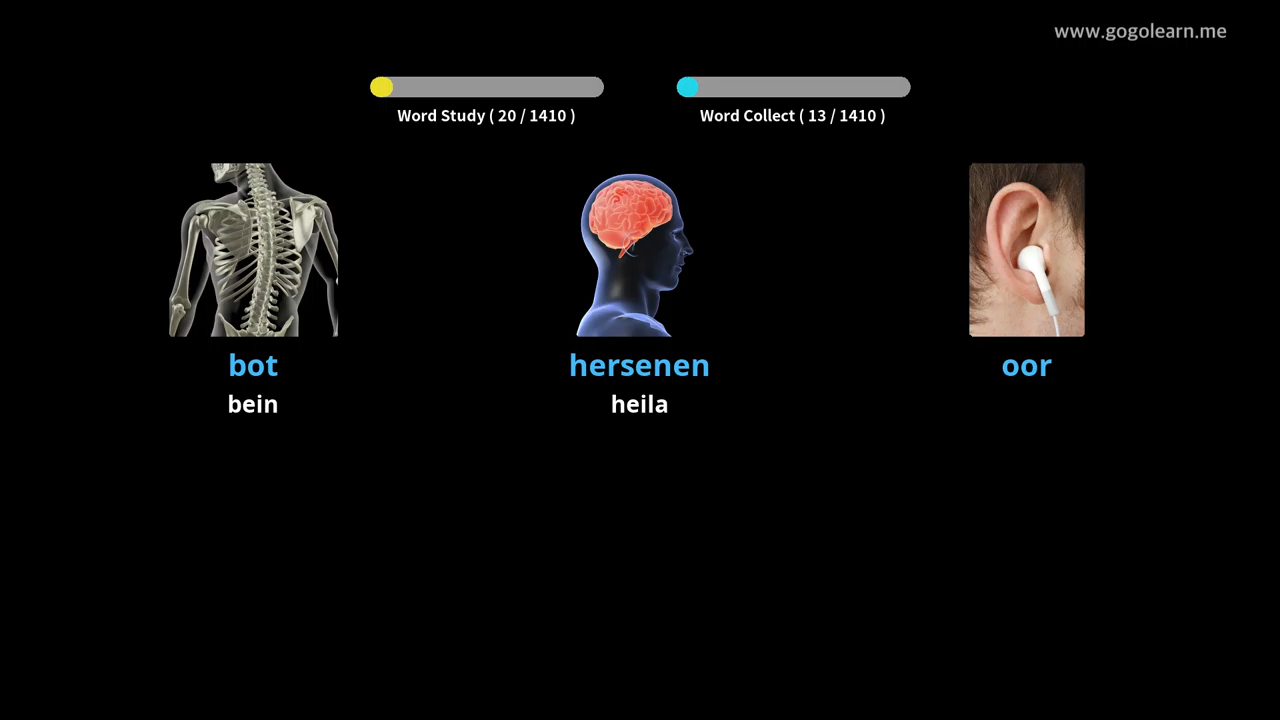 www.gogolearn.me
Word Study ( 20 / 1410 )
Word Collect ( 13 / 1410 )
bot
bein
hersenen
heila
oor